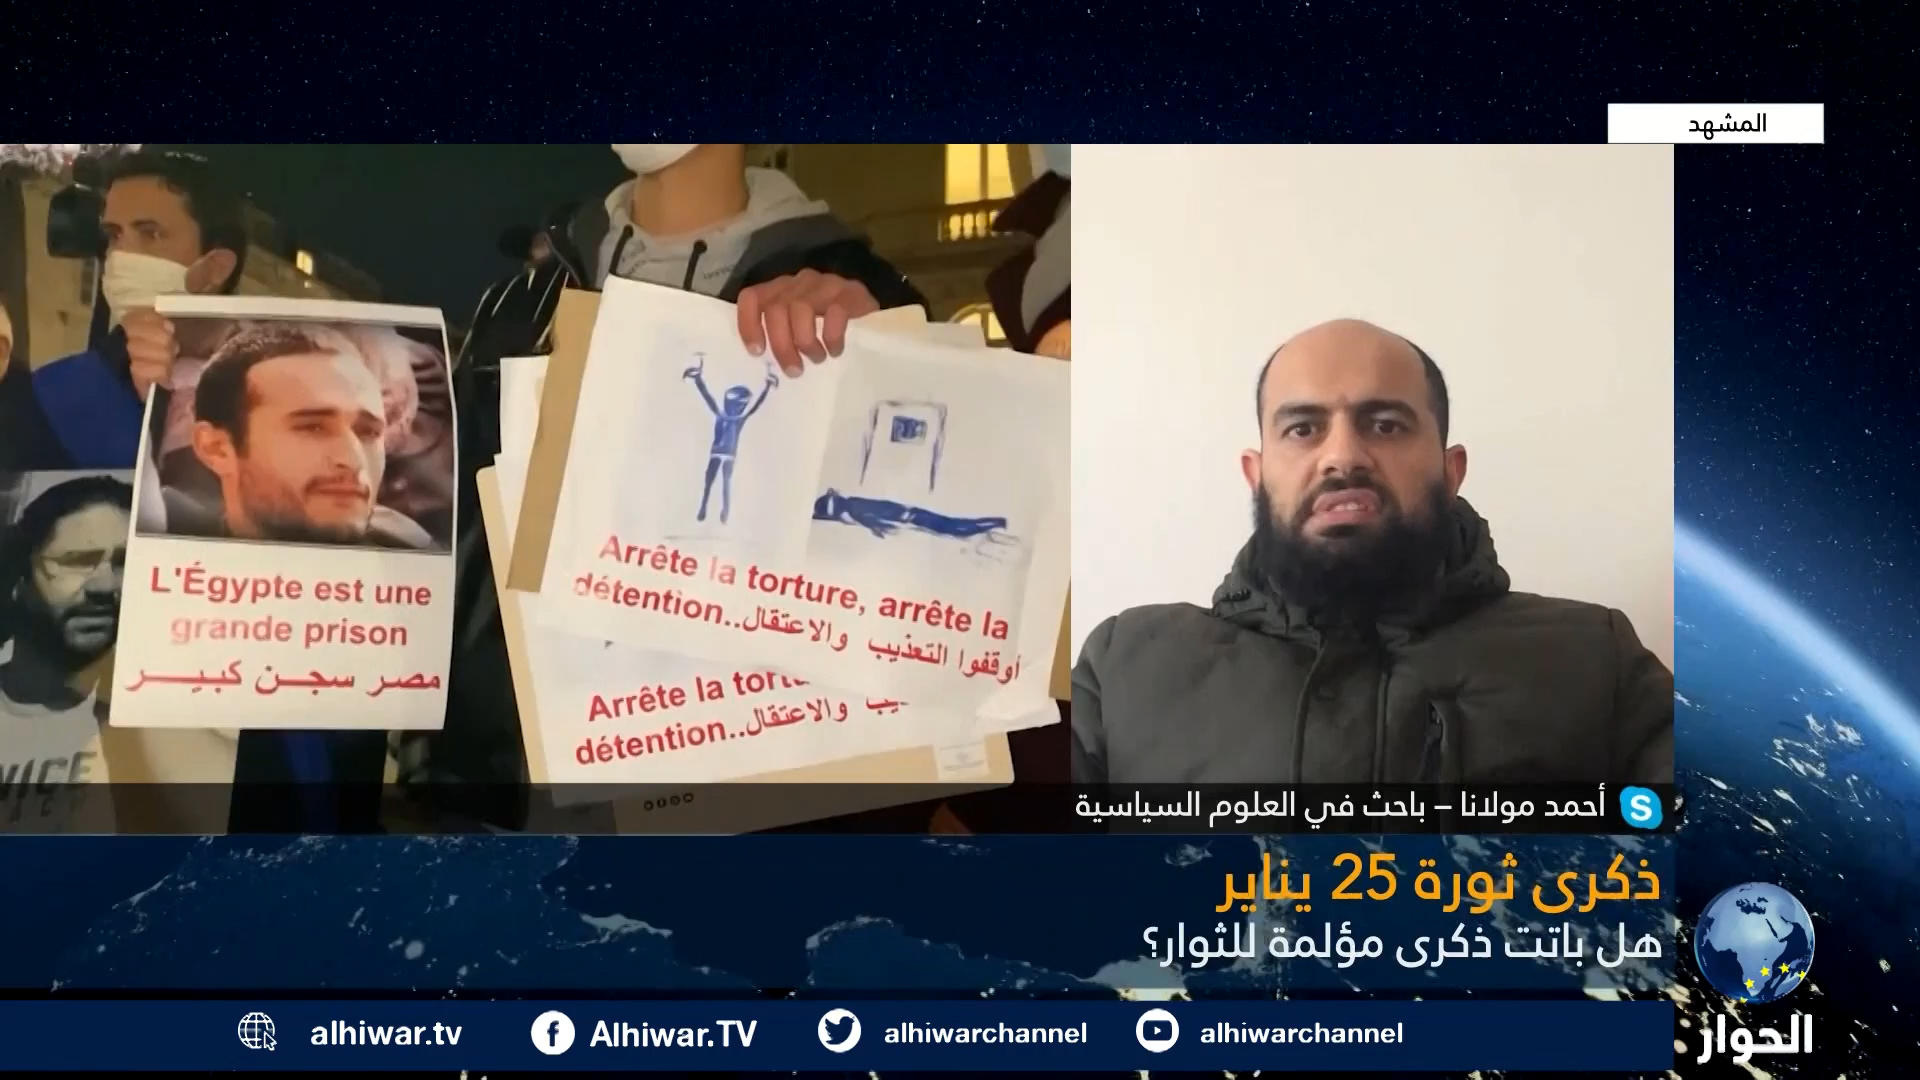 المشهد
L'Égypte est une
grande prison
مصر سجن كبير
Arrête la torture, arrête la
détention..أوقفوا التعذيب والاعتقال
Arrête la
détention..والاعتقال
أحمد مولانا – باحث في العلوم السياسية
ذكرى ثورة 25 يناير
هل باتت ذكرى مؤلمة للثوار؟
alhiwar.tv
Alhiwar.TV
alhiwarchannel
alhiwarchannel
الحوار